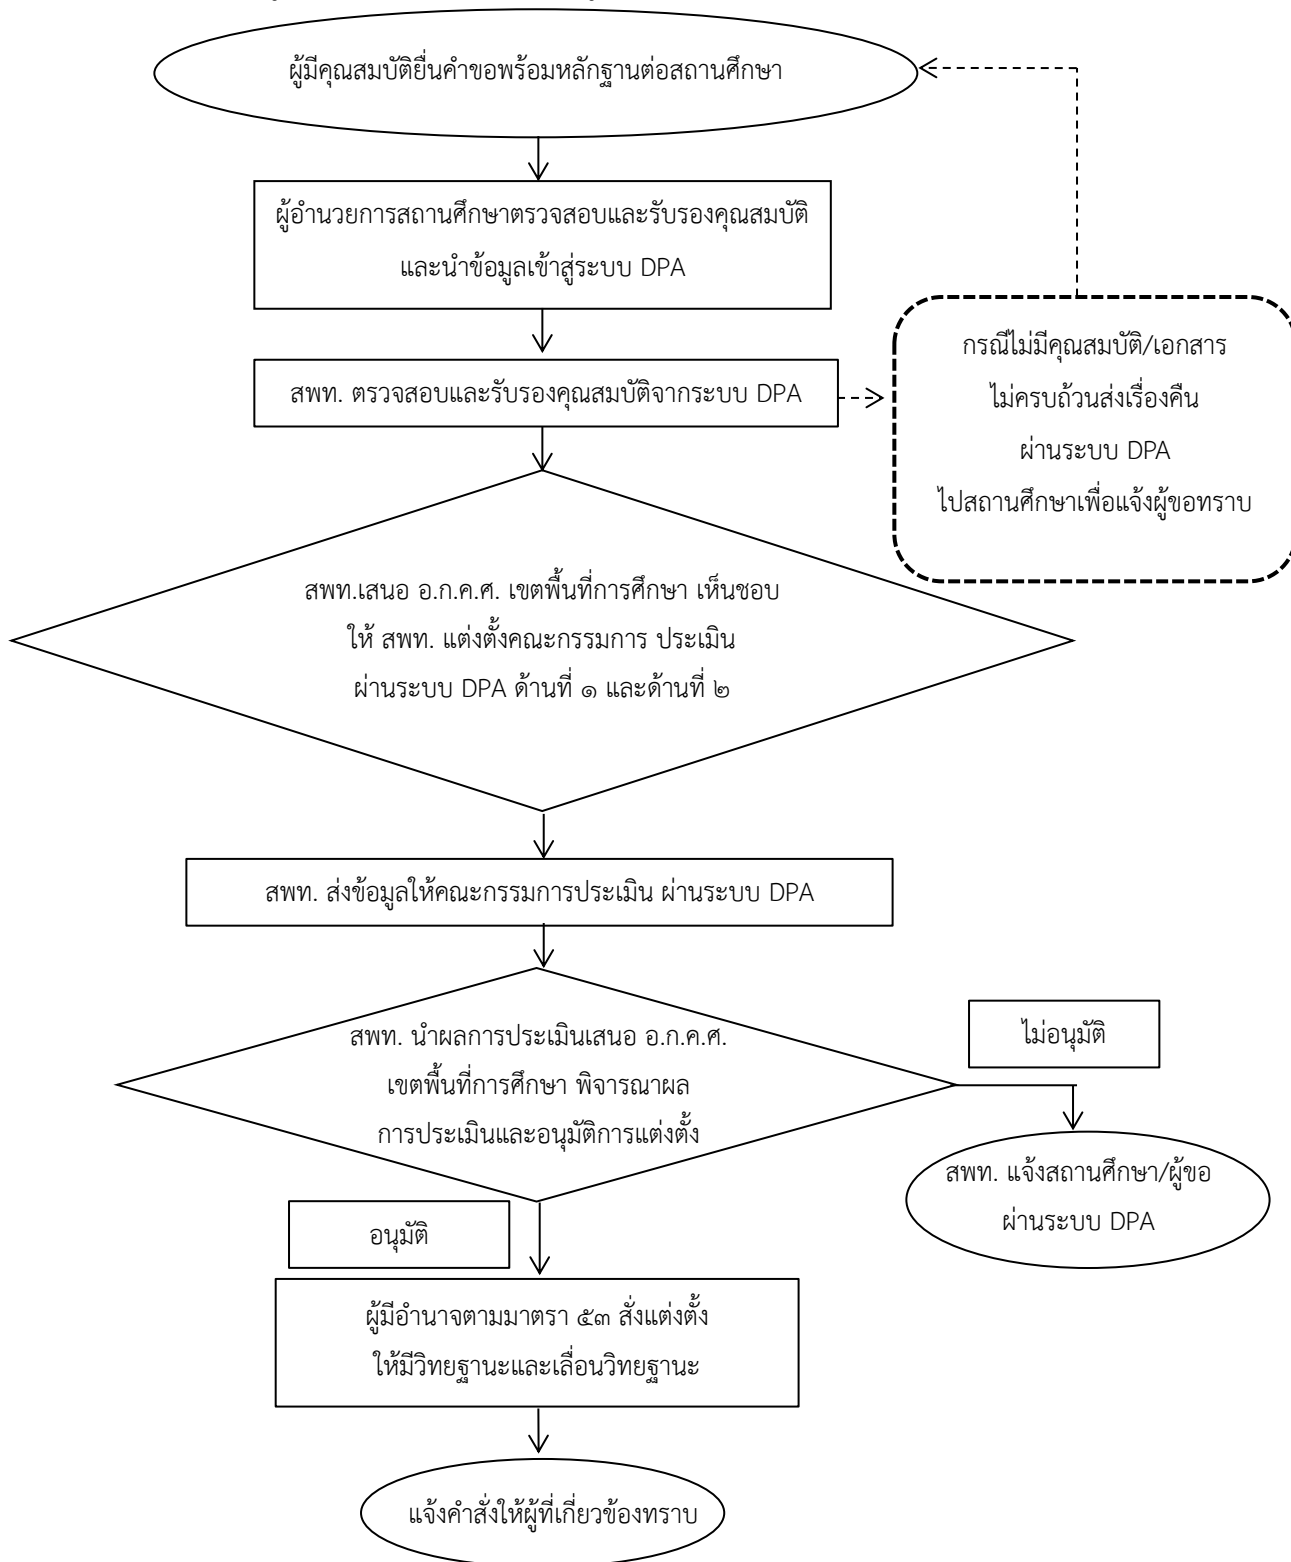 ผู้มีคุณสมบัติยื่นคำขอพร้อมหลักฐานต่อสถานศึกษา
ผู้อำนวยการสถานศึกษาตรวจสอบและรับรองคุณสมบัติ
และนำข้อมูลเข้าสู่ระบบ DPA
สพท. ตรวจสอบและรับรองคุณสมบัติจากระบบ DPA
กรณีไม่มีคุณสมบัติ/เอกสาร
ไม่ครบถ้วนส่งเรื่องคืน
ผ่านระบบ DPA
ไปสถานศึกษาเพื่อแจ้งผู้ขอทราบ
สพท.เสนอ อ.ก.ค.ศ. เขตพื้นที่การศึกษา เห็นชอบ
ให้ สพท. แต่งตั้งคณะกรรมการ ประเมิน
ผ่านระบบ DPA ด้านที่ ๑ และด้านที่ ๒
สพท. ส่งข้อมูลให้คณะกรรมการประเมิน ผ่านระบบ DPA
สพท. นำผลการประเมินเสนอ อ.ก.ค.ศ.
เขตพื้นที่การศึกษา พิจารณาผล
การประเมินและอนุมัติการแต่งตั้ง
ไม่อนุมัติ
สพท. แจ้งสถานศึกษา/ผู้ขอ
ผ่านระบบ DPA
อนุมัติ
ผู้มีอำนาจตามมาตรา ๕๓ สั่งแต่งตั้ง
ให้มีวิทยฐานะและเลื่อนวิทยฐานะ
แจ้งคำสั่งให้ผู้ที่เกี่ยวข้องทราบ